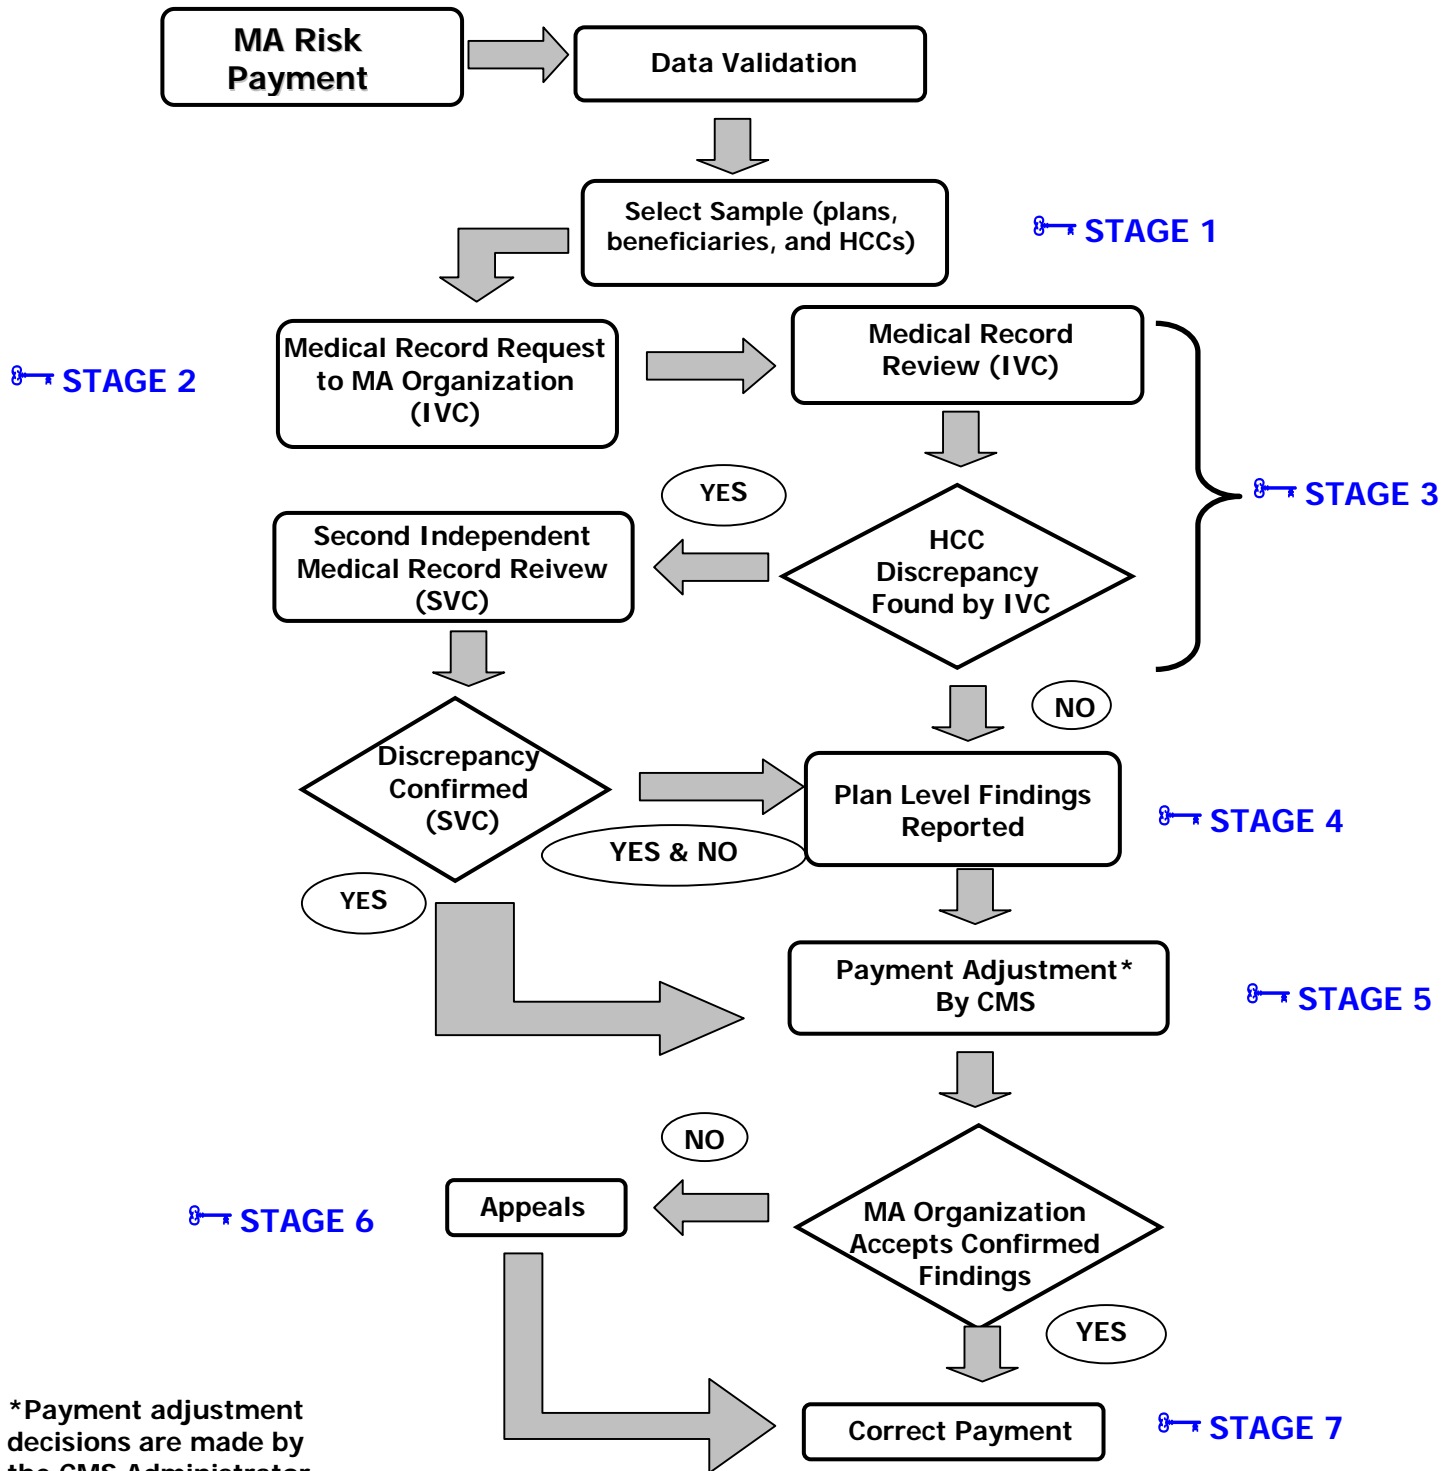 MA Risk
Payment
Data Validation
Select Sample (plans,
beneficiaries, and HCCs)
STAGE 1
Medical Record Request
to MA Organization
(IVC)
STAGE 2
Medical Record
Review (IVC)
STAGE 3
YES
HCC
Discrepancy
Found by IVC
Second Independent
Medical Record Reivew
(SVC)
NO
Discrepancy
Confirmed
(SVC)
YES & NO
Plan Level Findings
Reported
STAGE 4
YES
Payment Adjustment*
By CMS
STAGE 5
NO
MA Organization
Accepts Confirmed
Findings
Appeals
STAGE 6
YES
Correct Payment
STAGE 7
*Payment adjustment
decisions are made by
the CMS Administrator